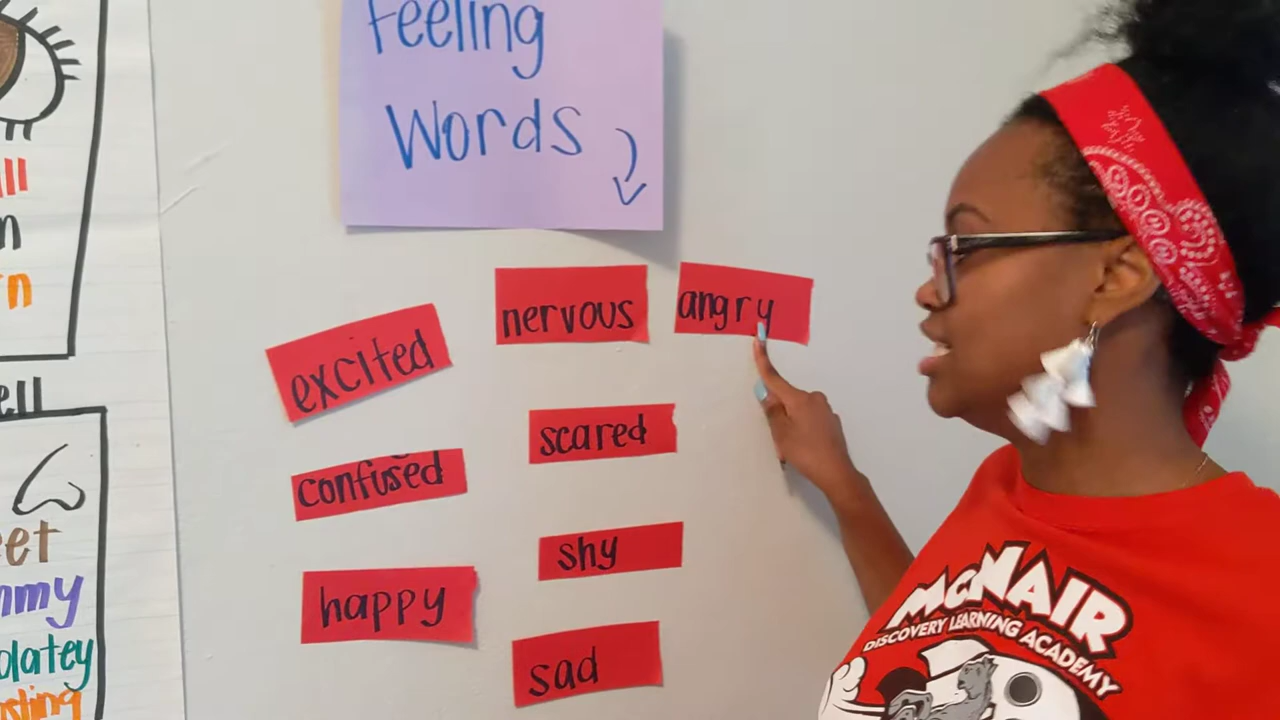 Feeling
Words
nervous
angry
excited
scared
confused
shy
happy
sad
McNAIR
DISCOVERY LEARNING ACADEMY